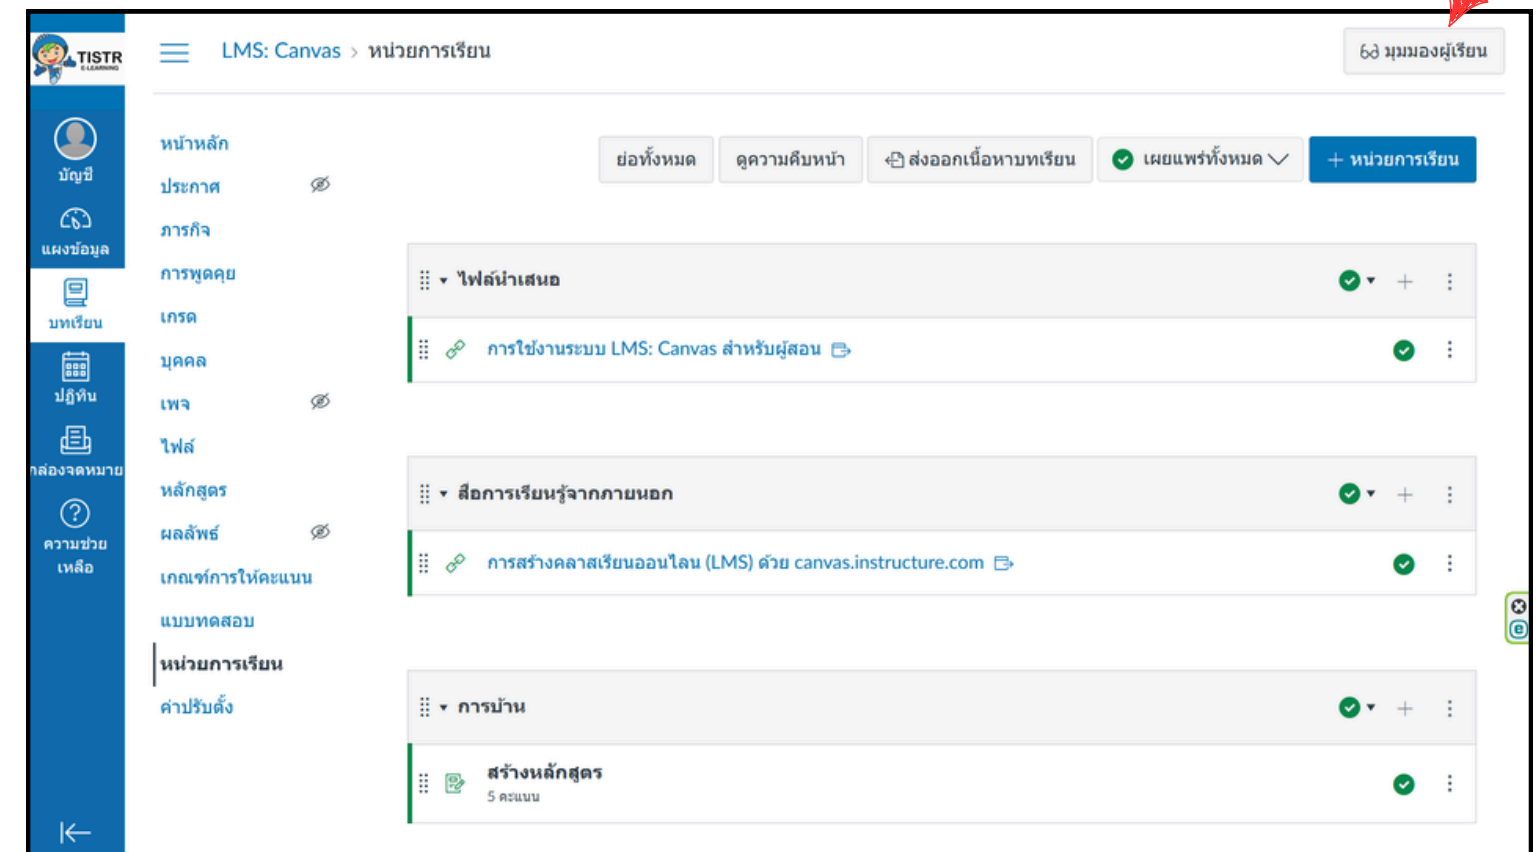 TISTR
E-LEARNING
LMS: Canvas › หน่วยการเรียน
มุมมองผู้เรียน
บัญชี
แผงข้อมูล
บทเรียน
ปฏิทิน
กล่องจดหมาย
ความช่วย
เหลือ
หน้าหลัก
ประกาศ
ภารกิจ
การพูดคุย
เกรด
บุคคล
เพจ
ไฟล์
หลักสูตร
ผลลัพธ์
เกณฑ์การให้คะแนน
แบบทดสอบ
หน่วยการเรียน
ค่าปรับตั้ง
ย่อทั้งหมด ดูความคืบหน้า ส่งออกเนื้อหาบทเรียน เผยแพร่ทั้งหมด + หน่วยการเรียน
ไฟล์นำเสนอ
การใช้งานระบบ LMS: Canvas สำหรับผู้สอน
สื่อการเรียนรู้จากภายนอก
การสร้างคลาสเรียนออนไลน (LMS) ด้วย canvas.instructure.com
การบ้าน
สร้างหลักสูตร
5 คะแนน